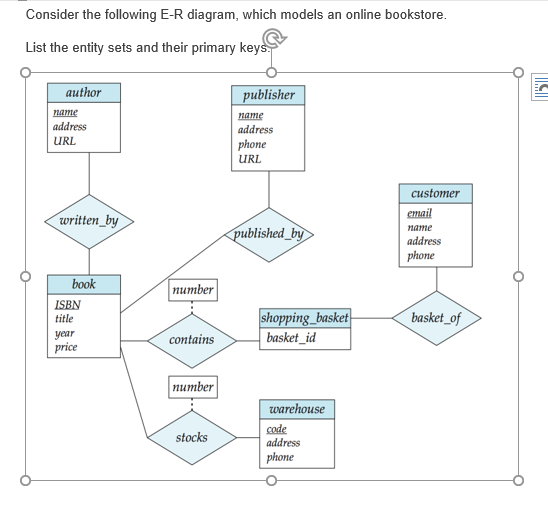 Consider the following E-R diagram, which models an online bookstore.
List the entity sets and their primary keys.
author
name
address
URL
publisher
name
address
phone
URL
customer
email
name
address
phone
written_by
published_by
book
ISBN
title
year
price
number
contains
shopping_basket
basket_id
basket_of
number
stocks
warehouse
code
address
phone